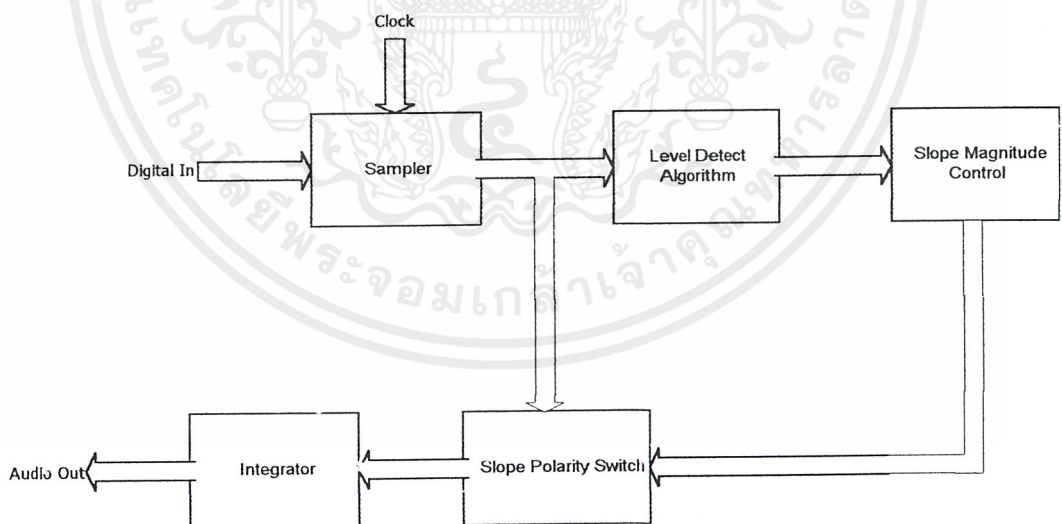 Clock
Digital In
Sampler
Level Detect
Algorithm
Slope Magnitude
Control
Audio Out
Integrator
Slope Polarity Switch